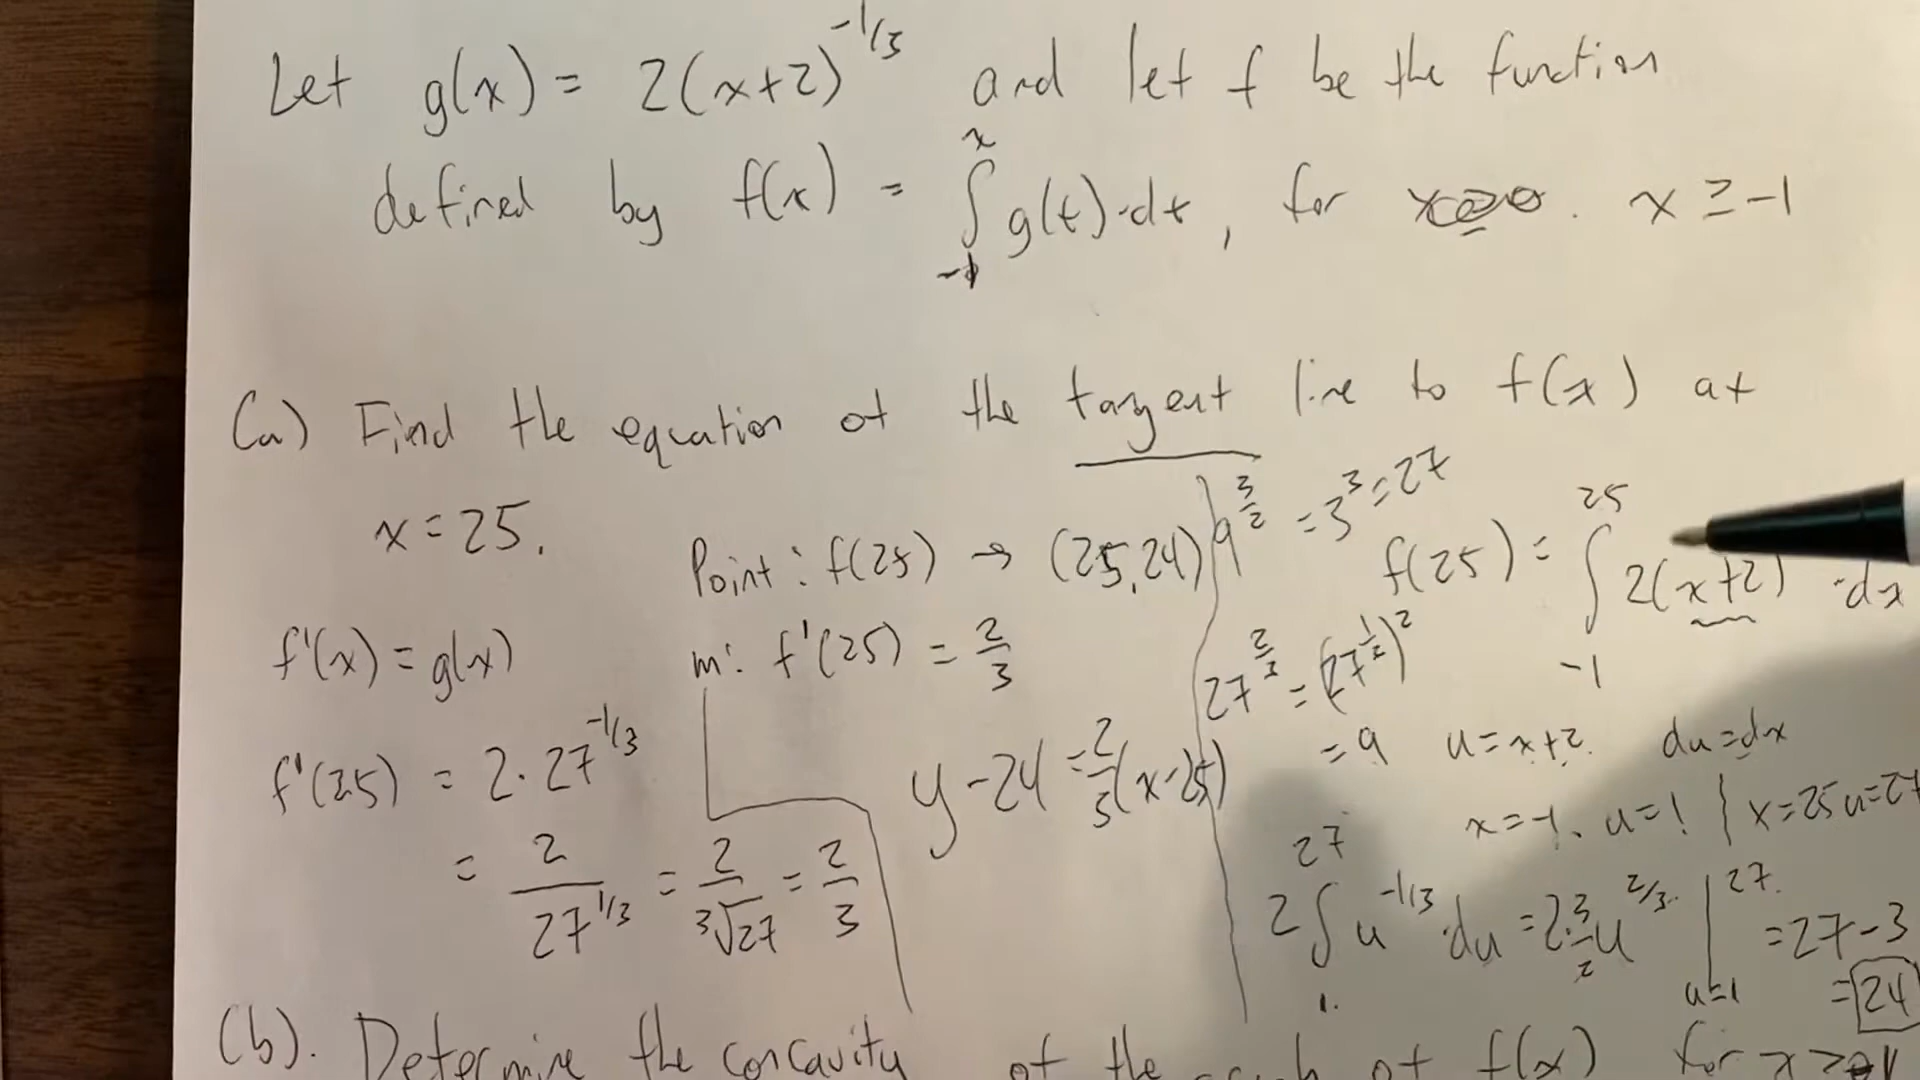 Let g(x) = 2(x+2)^{-1/3} and let f be the function
defined by f(x) = ∫_{-1}^{x} g(t)·dt, for x ≥ -1
(a) Find the equation of the tangent line to f(x) at
x=25.
Point: f(25) → (25,24)
f'(x) = g(x)
m: f'(25) = 2/3
f'(25) = 2·27^{-1/3}
y-24 = 2/3(x-25)
= 2/27^{1/3} = 2/∛27 = 2/3
9^{3/2} = 3^3 = 27
f(25) = ∫_{-1}^{25} 2(x+2) ·dx
= 9
u=x+2. du=dx
x=-1. u=1 | x=25 u=27
2∫_{1}^{27} u^{-1/3}·du = 2·3/2 u^{2/3} |_{u=1}^{27}
= 27-3
= 24
(b). Determine the concavity of the graph of f(x) for x>